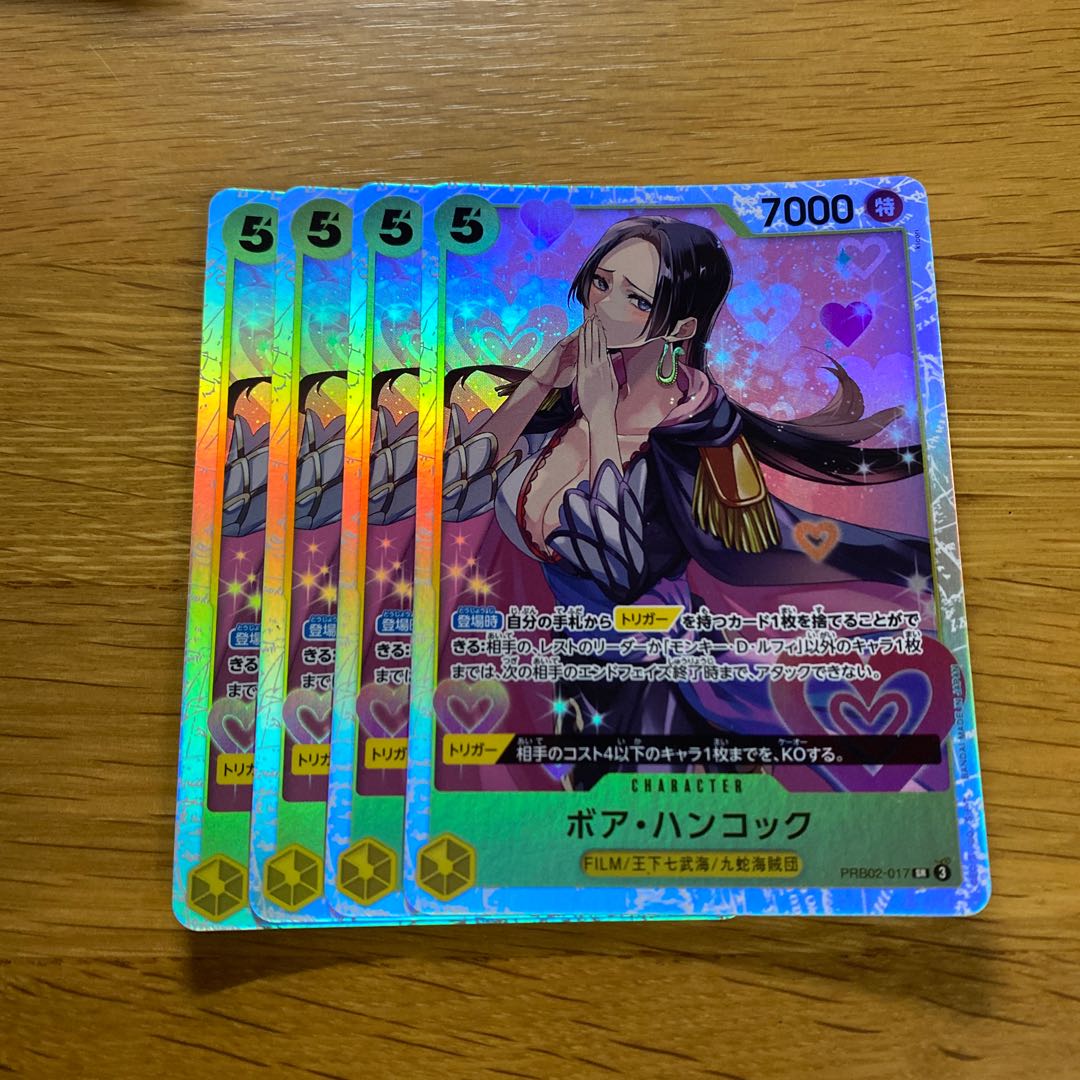 5
5
5
5
7000 特
登場時
きる:
までは
トリガ
登場時
きる:
までは
トリガ
登場時
きる:
までは
トリガ
登場時 自分の手札から トリガー を持つカード1枚を捨てることがで
きる:相手の、レストのリーダーか「モンキー・D・ルフィ」以外のキャラ1枚
までは、次の相手のエンドフェイズ終了時まで、アタックできない。
トリガー 相手のコスト4以下のキャラ1枚までを、KOする。
CHARACTER
ボア・ハンコック
FILM/王下七武海/九蛇海賊団
PRB02-017 SR 3
BANDAI MADE IN JAPAN